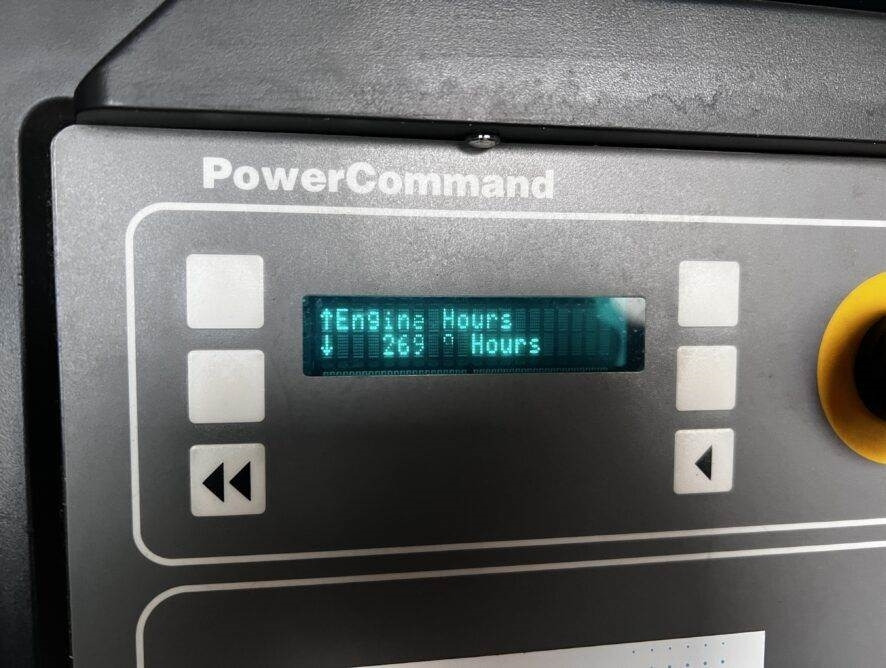 PowerCommand
↑Engine Hours
↓ 269 Hours